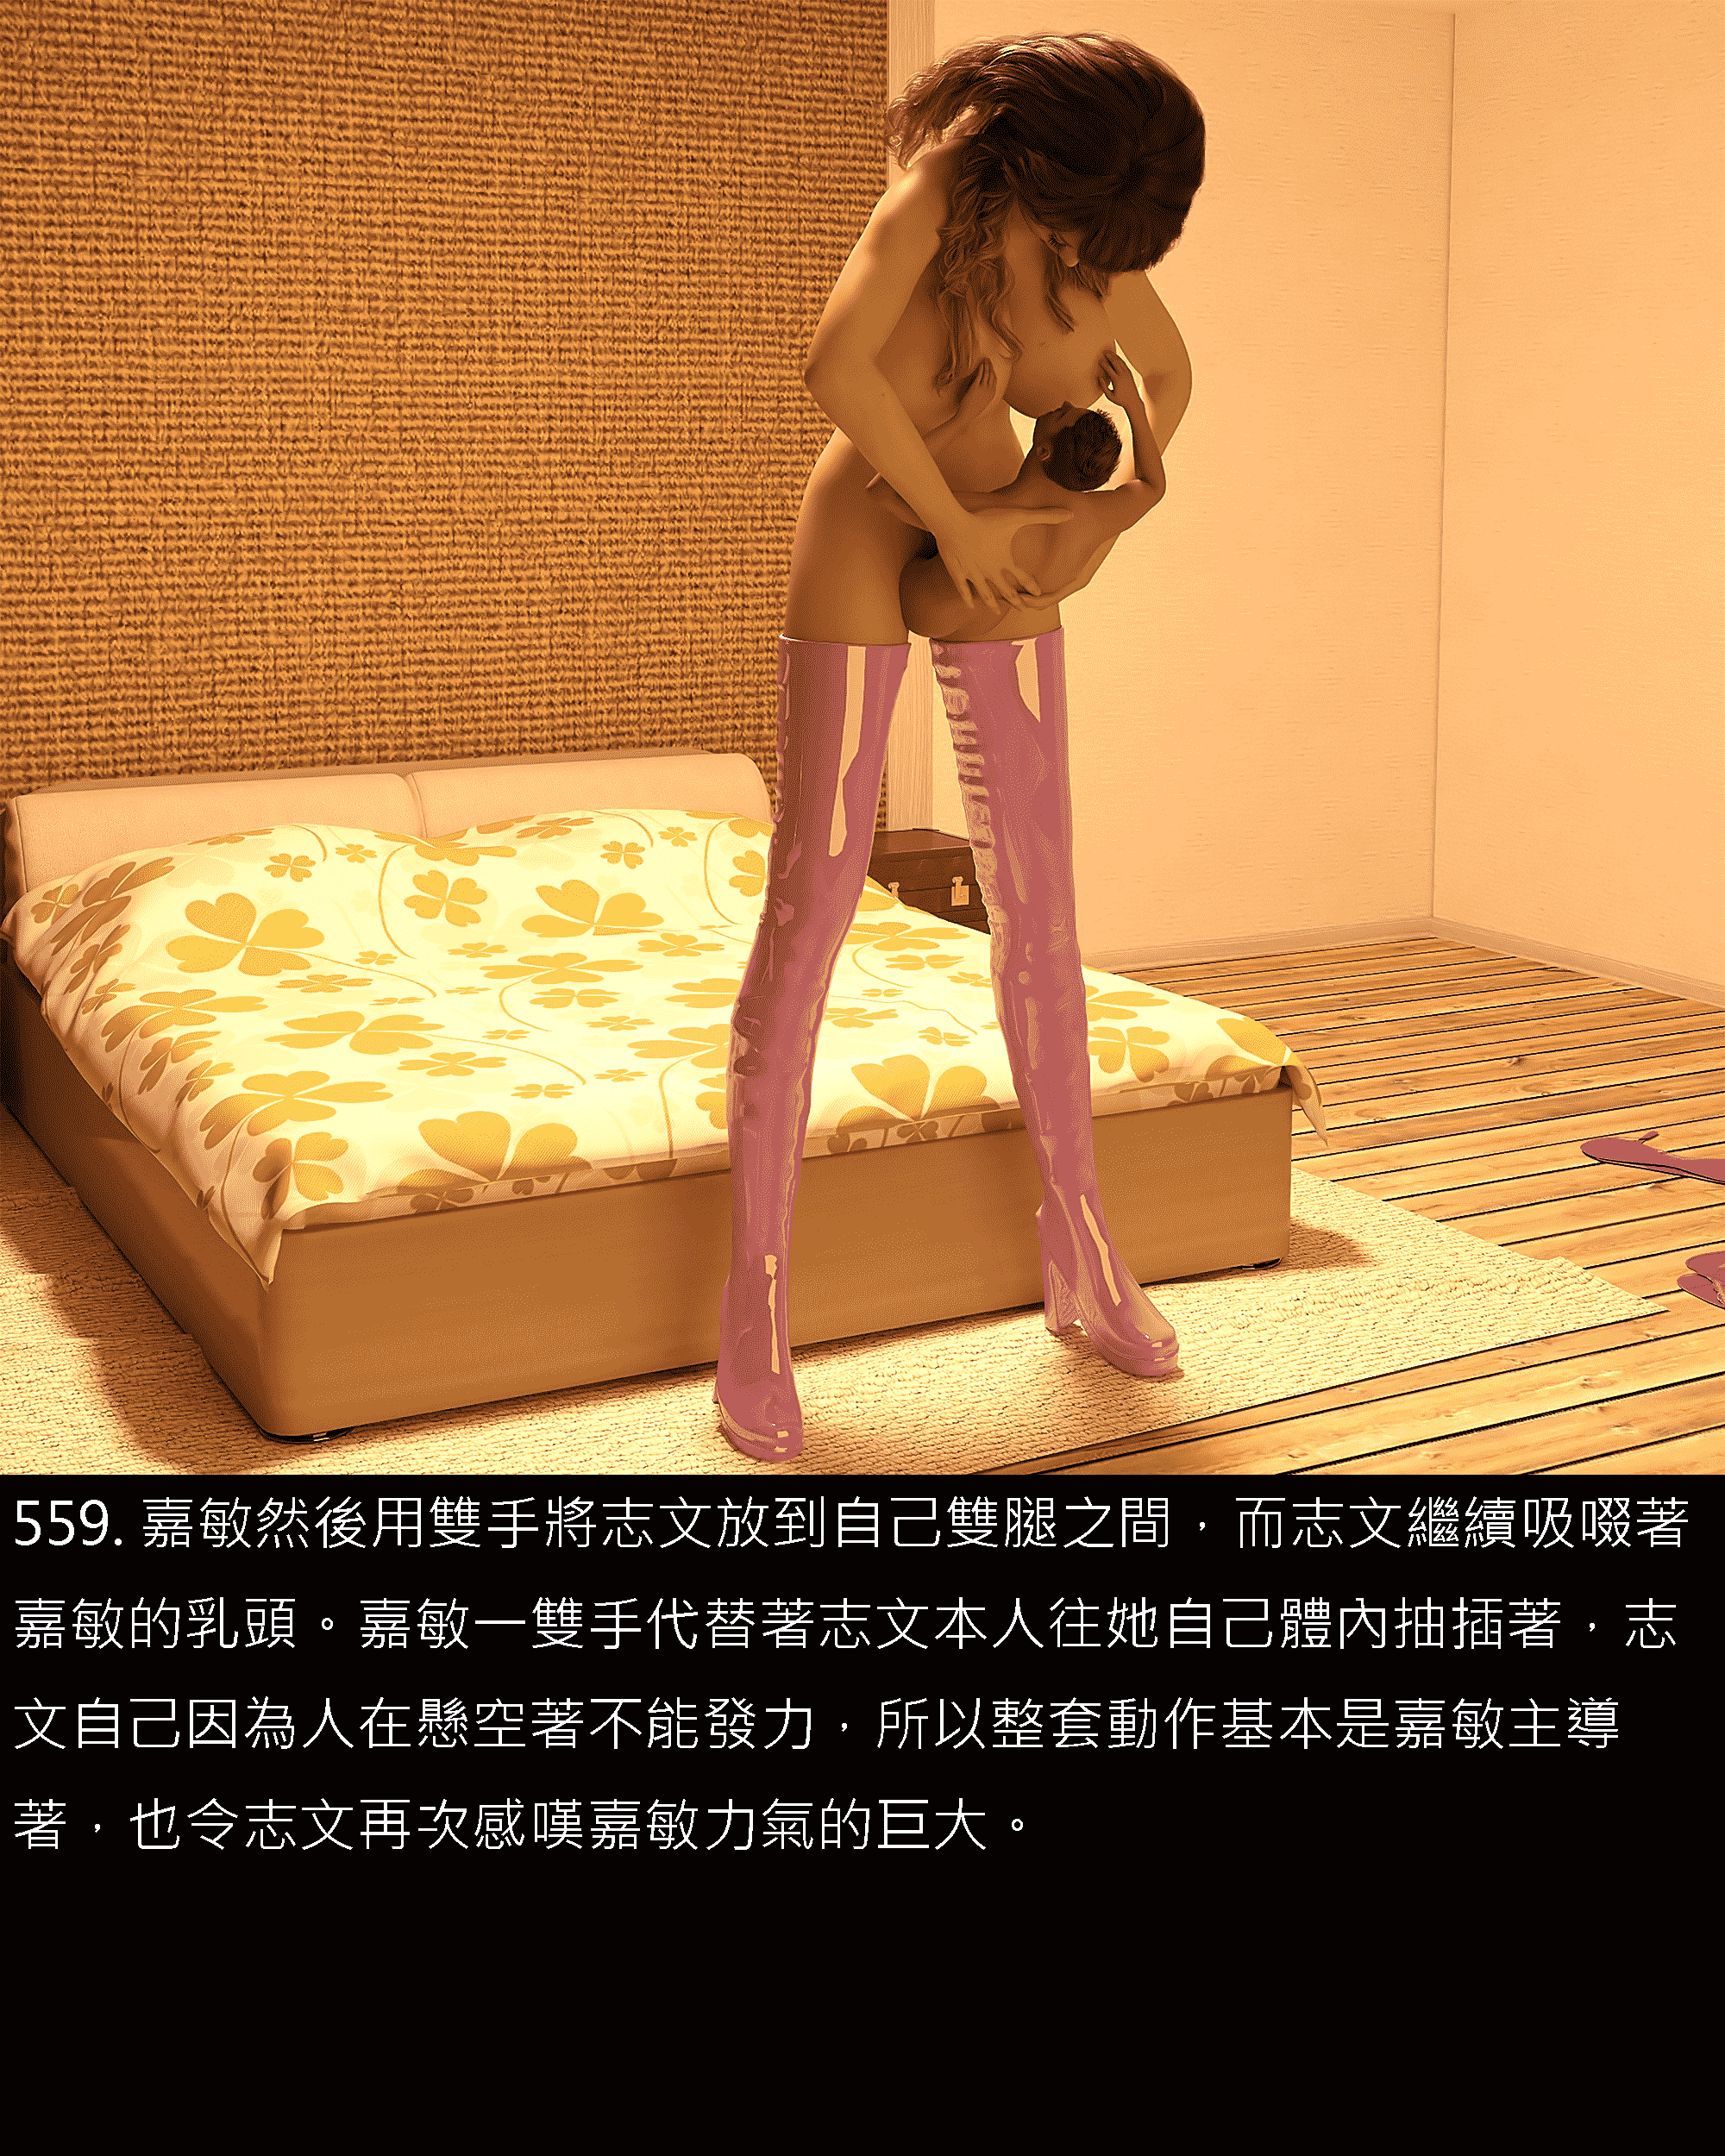 559. 嘉敏然後用雙手將志文放到自己雙腿之間，而志文繼續吸啜著
嘉敏的乳頭。嘉敏一雙手代替著志文本人往她自己體內抽插著，志
文自己因為人在懸空著不能發力，所以整套動作基本是嘉敏主導
著，也令志文再次感嘆嘉敏力氣的巨大。